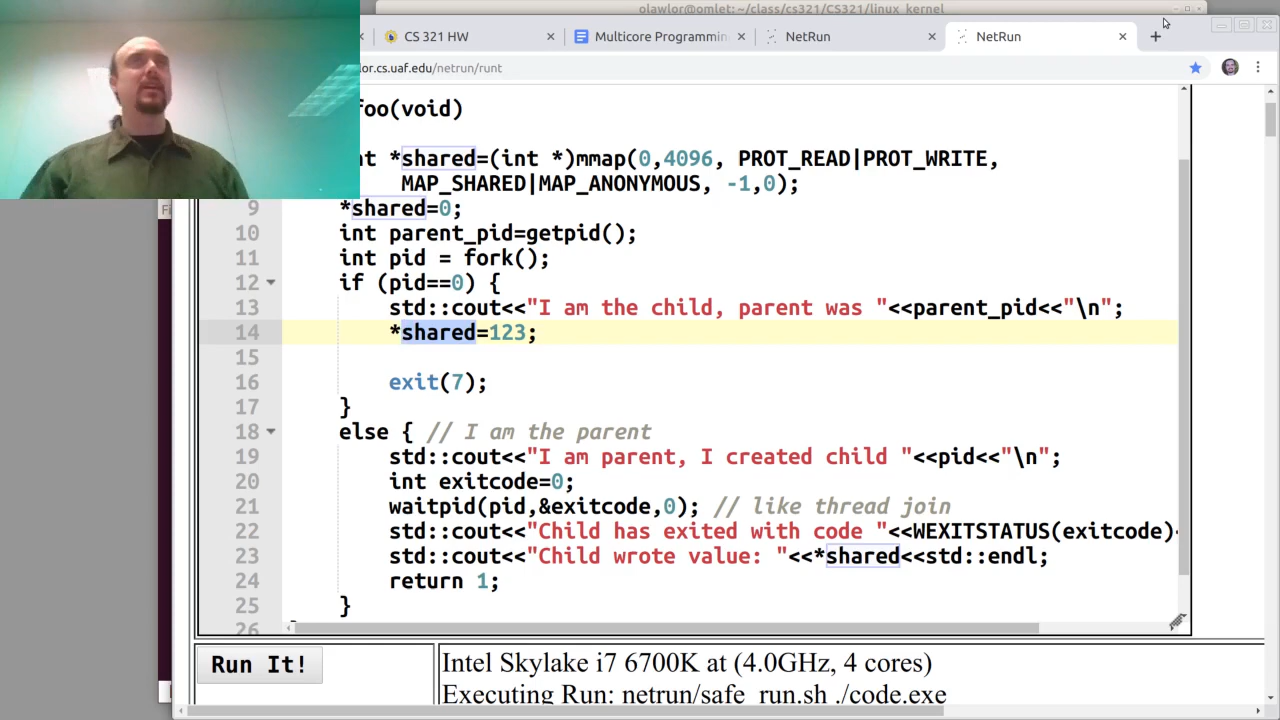 olawlor@omlet: ~/class/cs321/CS321/linux_kernel
CS 321 HW
Multicore Programmin
NetRun
NetRun
lor.cs.uaf.edu/netrun/runt
foo(void)
nt *shared=(int *)mmap(0,4096, PROT_READ|PROT_WRITE,
MAP_SHARED|MAP_ANONYMOUS, -1,0);
9 *shared=0;
10 int parent_pid=getpid();
11 int pid = fork();
12 if (pid==0) {
13 std::cout<<"I am the child, parent was "<<parent_pid<<"\n";
14 *shared=123;
15
16 exit(7);
17 }
18 else { // I am the parent
19 std::cout<<"I am parent, I created child "<<pid<<"\n";
20 int exitcode=0;
21 waitpid(pid,&exitcode,0); // like thread join
22 std::cout<<"Child has exited with code "<<WEXITSTATUS(exitcode)<
23 std::cout<<"Child wrote value: "<<*shared<<std::endl;
24 return 1;
25 }
26
Run It!
Intel Skylake i7 6700K at (4.0GHz, 4 cores)
Executing Run: netrun/safe_run.sh ./code.exe